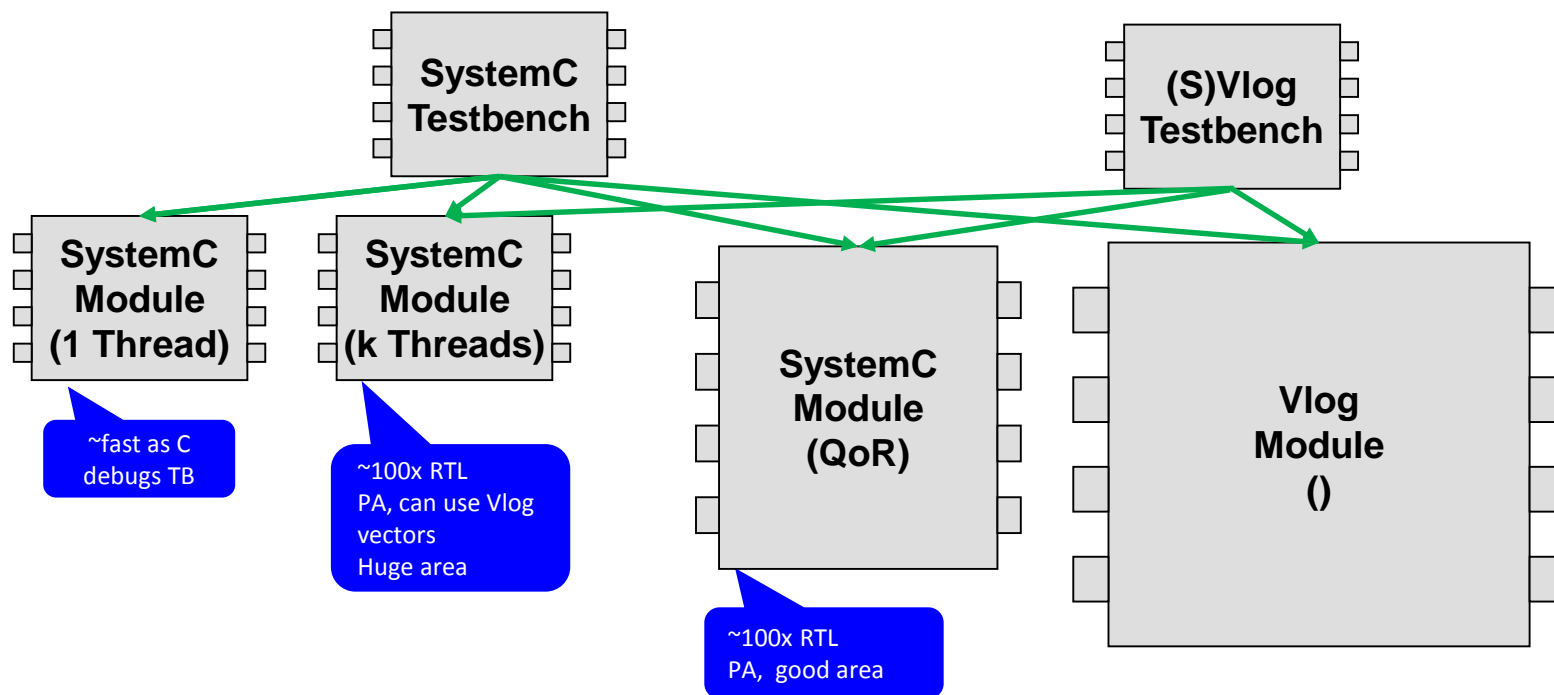 SystemC
Testbench
(S)Vlog
Testbench
SystemC
Module
(1 Thread)
SystemC
Module
(k Threads)
SystemC
Module
(QoR)
Vlog
Module
()
~fast as C
debugs TB
~100x RTL
PA, can use Vlog
vectors
Huge area
~100x RTL
PA,  good area